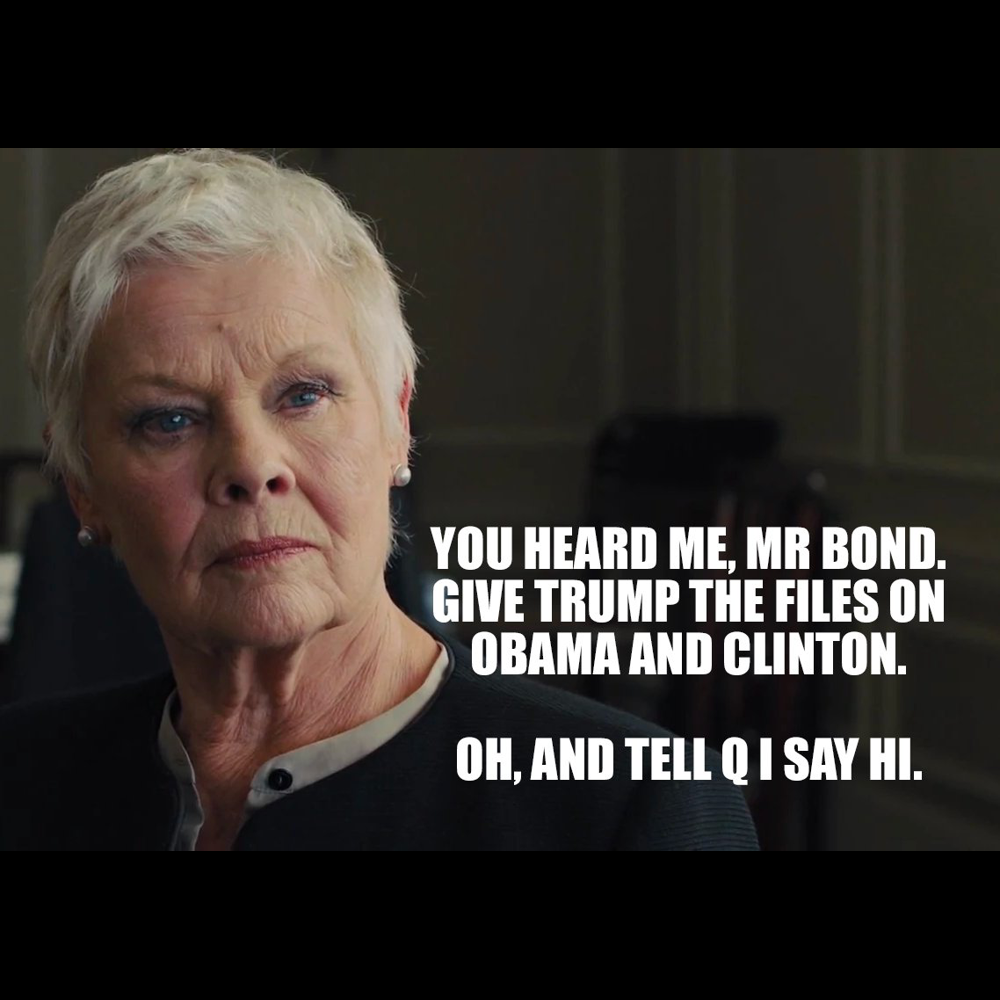 YOU HEARD ME, MR BOND.
GIVE TRUMP THE FILES ON
OBAMA AND CLINTON.
OH, AND TELL Q I SAY HI.